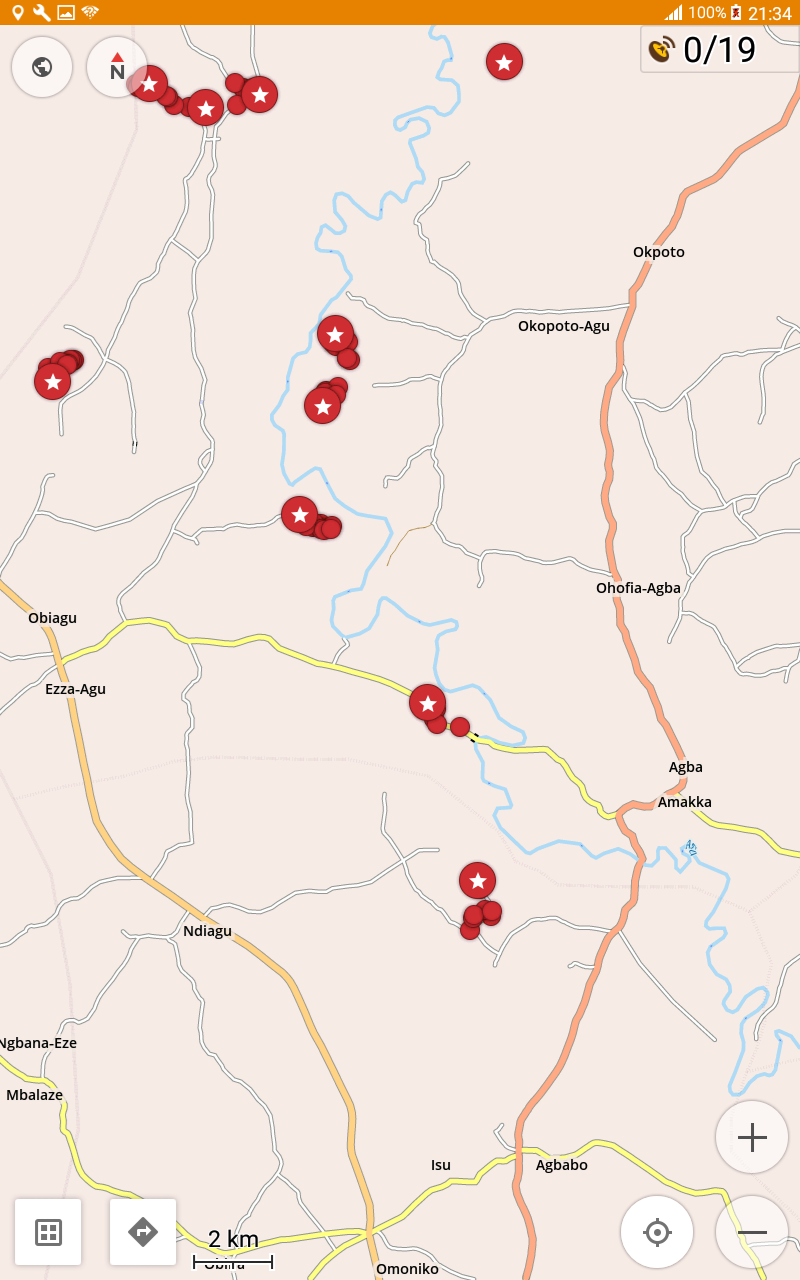 100% 21:34
N
0/19
Okpoto
Okopoto-Agu
Ohofia-Agba
Obiagu
Ezza-Agu
Agba
Amakka
Ndiagu
Ngbana-Eze
Mbalaze
Isu
Agbabo
2 km
Omoniko